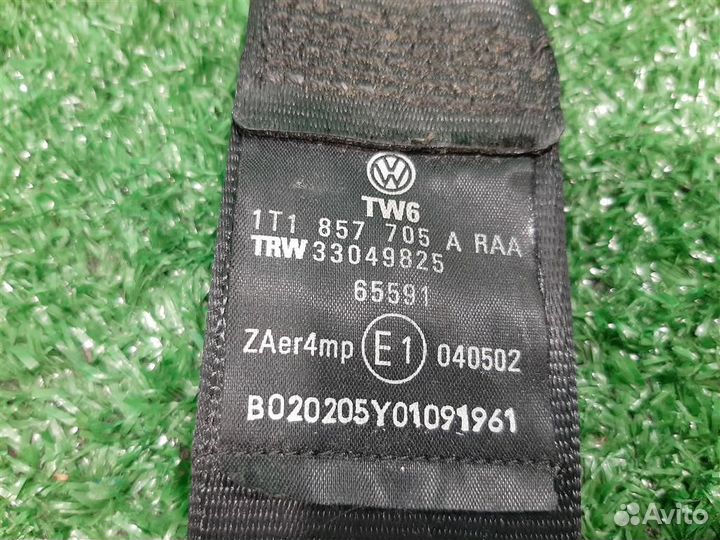 TW6
1T1 857 705 A RAA
TRW 33049825
65591
ZAer4mp E1 040502
B020205Y01091961
Avito